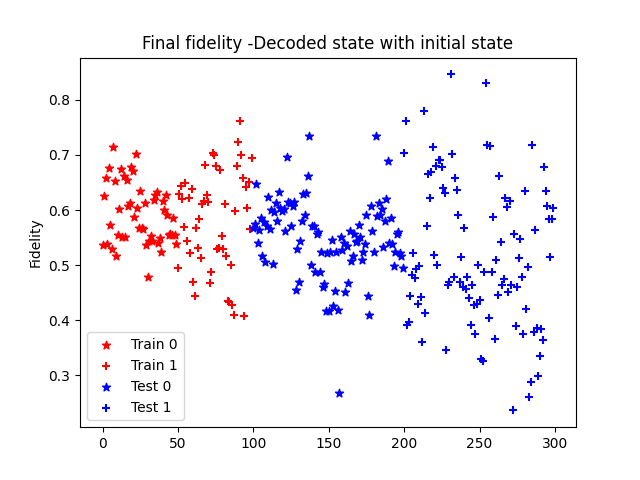 Final fidelity -Decoded state with initial state
Fidelity
0.8
0.7
0.6
0.5
0.4
0.3
Train 0
Train 1
Test 0
Test 1
0 50 100 150 200 250 300